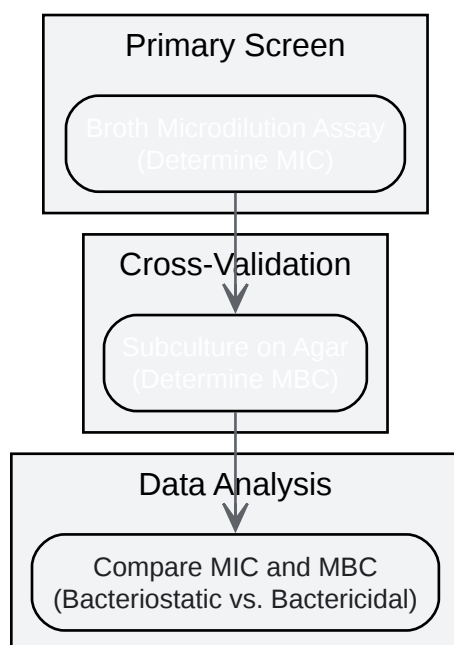 Primary Screen
Broth Microdilution Assay
(Determine MIC)
Cross-Validation
Subculture on Agar
(Determine MBC)
Data Analysis
Compare MIC and MBC
(Bacteriostatic vs. Bactericidal)